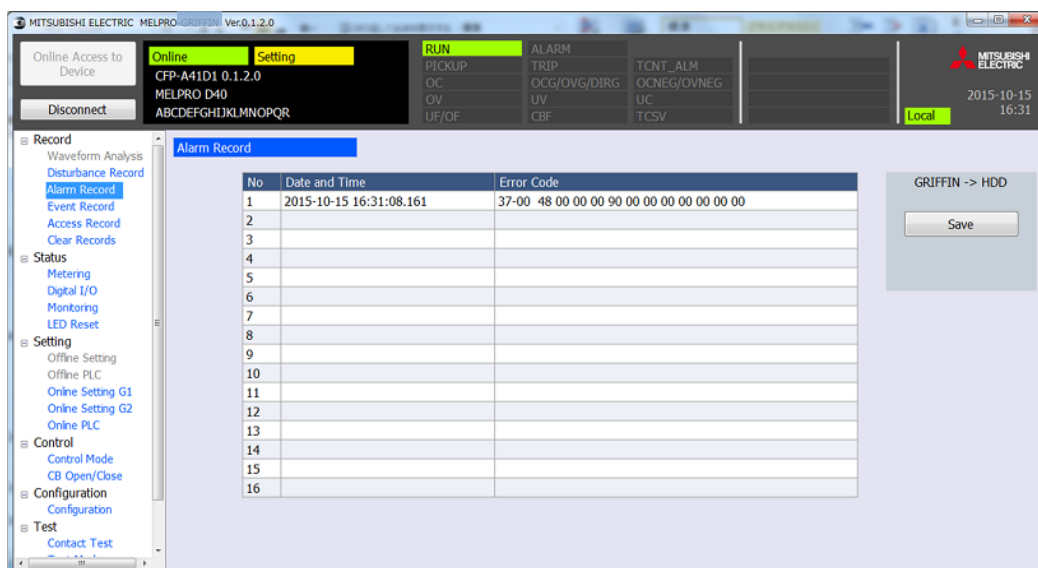 MITSUBISHI ELECTRIC MELPRO GRIFFIN Ver.0.1.2.0
Online Access to
Device
Disconnect
Online Setting
CFP-A41D1 0.1.2.0
MELPRO D40
ABCDEFGHIJKLMNOPQR
RUN ALARM
PICKUP TRIP TCNT_ALM
OC OCG/OVG/DIRG OCNEG/OVNEG
OV UV UC
UF/OF CBF TCSV
MITSUBISHI
ELECTRIC
2015-10-15
Local 16:31
Record
Waveform Analysis
Disturbance Record
Alarm Record
Event Record
Access Record
Clear Records
Status
Metering
Digital I/O
Monitoring
LED Reset
Setting
Offline Setting
Offline PLC
Online Setting G1
Online Setting G2
Online PLC
Control
Control Mode
CB Open/Close
Configuration
Configuration
Test
Contact Test
Alarm Record
No Date and Time Error Code
1 2015-10-15 16:31:08.161 37-00 48 00 00 00 90 00 00 00 00 00 00 00
2
3
4
5
6
7
8
9
10
11
12
13
14
15
16
GRIFFIN -> HDD
Save